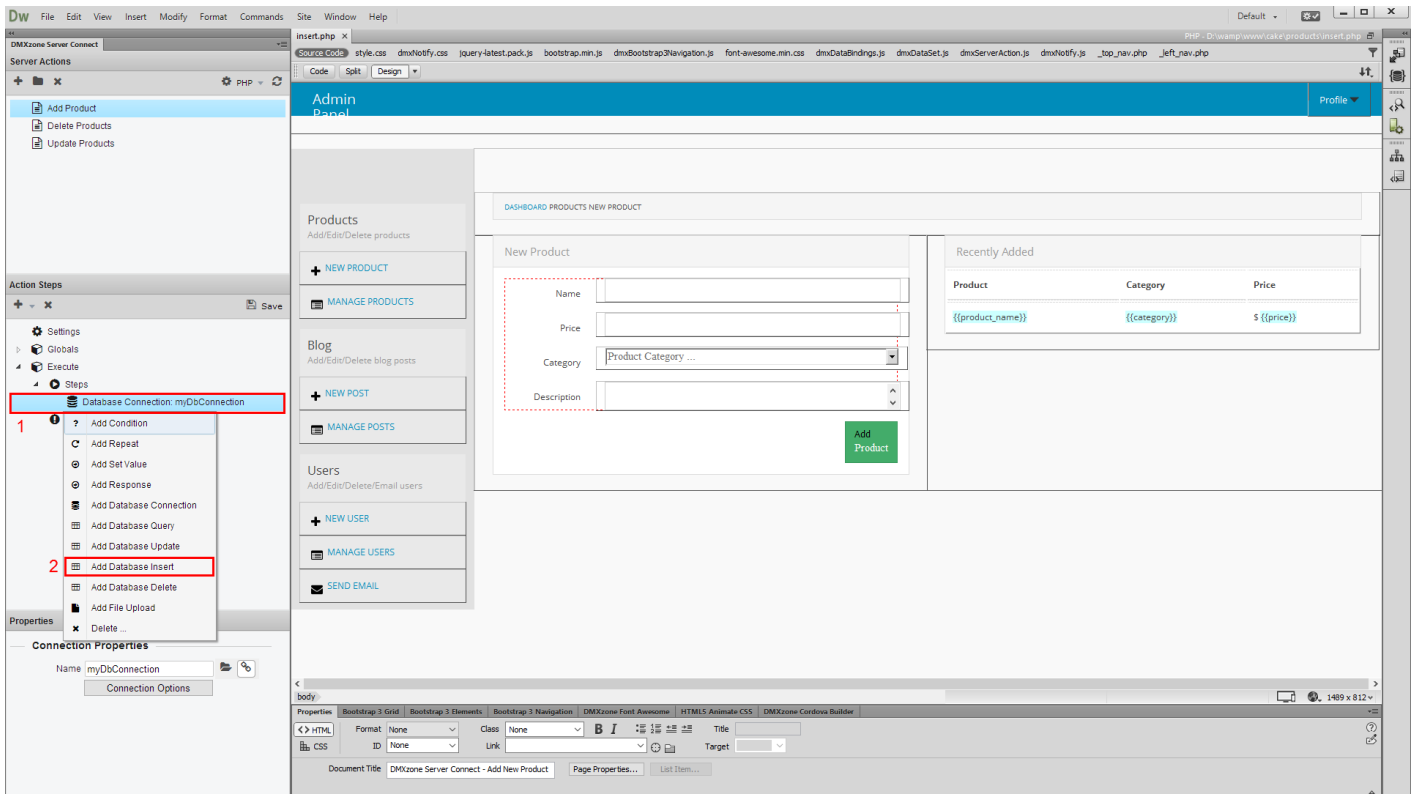 DW File Edit View Insert Modify Format Commands Site Window Help Default
DMXzone Server Connect
Server Actions
PHP
Add Product
Delete Products
Update Products
Action Steps
Save
Settings
Globals
Execute
Steps
Database Connection: myDbConnection
1
? Add Condition
Add Repeat
Add Set Value
Add Response
Add Database Connection
Add Database Query
Add Database Update
2 Add Database Insert
Add Database Delete
Add File Upload
Delete ...
Properties
Connection Properties
Name myDbConnection
Connection Options
insert.php ×
PHP - D:\wamp\www\cake\products\insert.php
Source Code style.css dmxNotify.css jquery-latest.pack.js bootstrap.min.js dmxBootstrap3Navigation.js font-awesome.min.css dmxDataBindings.js dmxDataSet.js dmxServerAction.js dmxNotify.js _top_nav.php _left_nav.php
Code Split Design
Admin
Panel
Profile
Products
Add/Edit/Delete products
NEW PRODUCT
MANAGE PRODUCTS
Blog
Add/Edit/Delete blog posts
NEW POST
MANAGE POSTS
Users
Add/Edit/Delete/Email users
NEW USER
MANAGE USERS
SEND EMAIL
DASHBOARD PRODUCTS NEW PRODUCT
New Product
Name
Price
Category Product Category ...
Description
Add
Product
Recently Added
Product Category Price
{{product_name}} {{category}} $ {{price}}
body
1489 x 812
Properties Bootstrap 3 Grid Bootstrap 3 Elements Bootstrap 3 Navigation DMXzone Font Awesome HTML5 Animate CSS DMXzone Cordova Builder
<> HTML Format None Class None B I Title
CSS ID None Link Target
Document Title DMXzone Server Connect - Add New Product Page Properties... List Item...